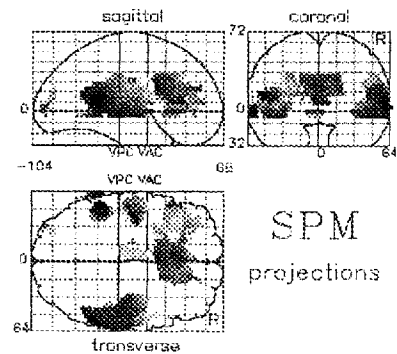 sagittal
coronal
72
R
0
0
32
VPC VAC
-104
68
0
64
VPC VAC
SPM
0
projections
R
64
transverse